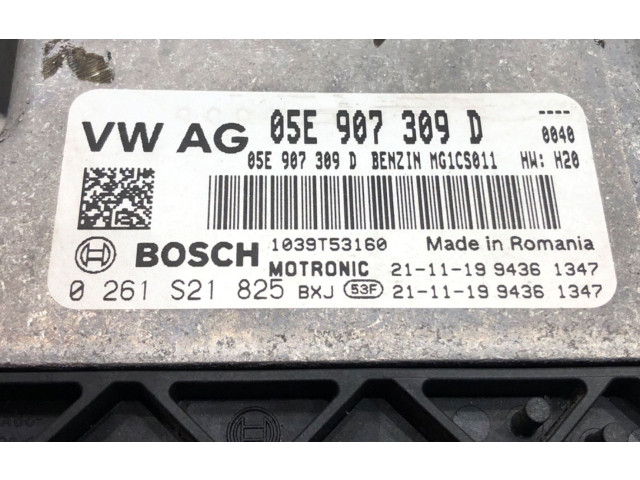 VW AG 05E 907 309 D ----
0040
05E 907 309 D BENZIN MG1CS011 HW: H20
BOSCH 1039T53160 Made in Romania
MOTRONIC 21-11-19 9436 1347
0 261 S21 825 BXJ 53F 21-11-19 9436 1347
BOSCH